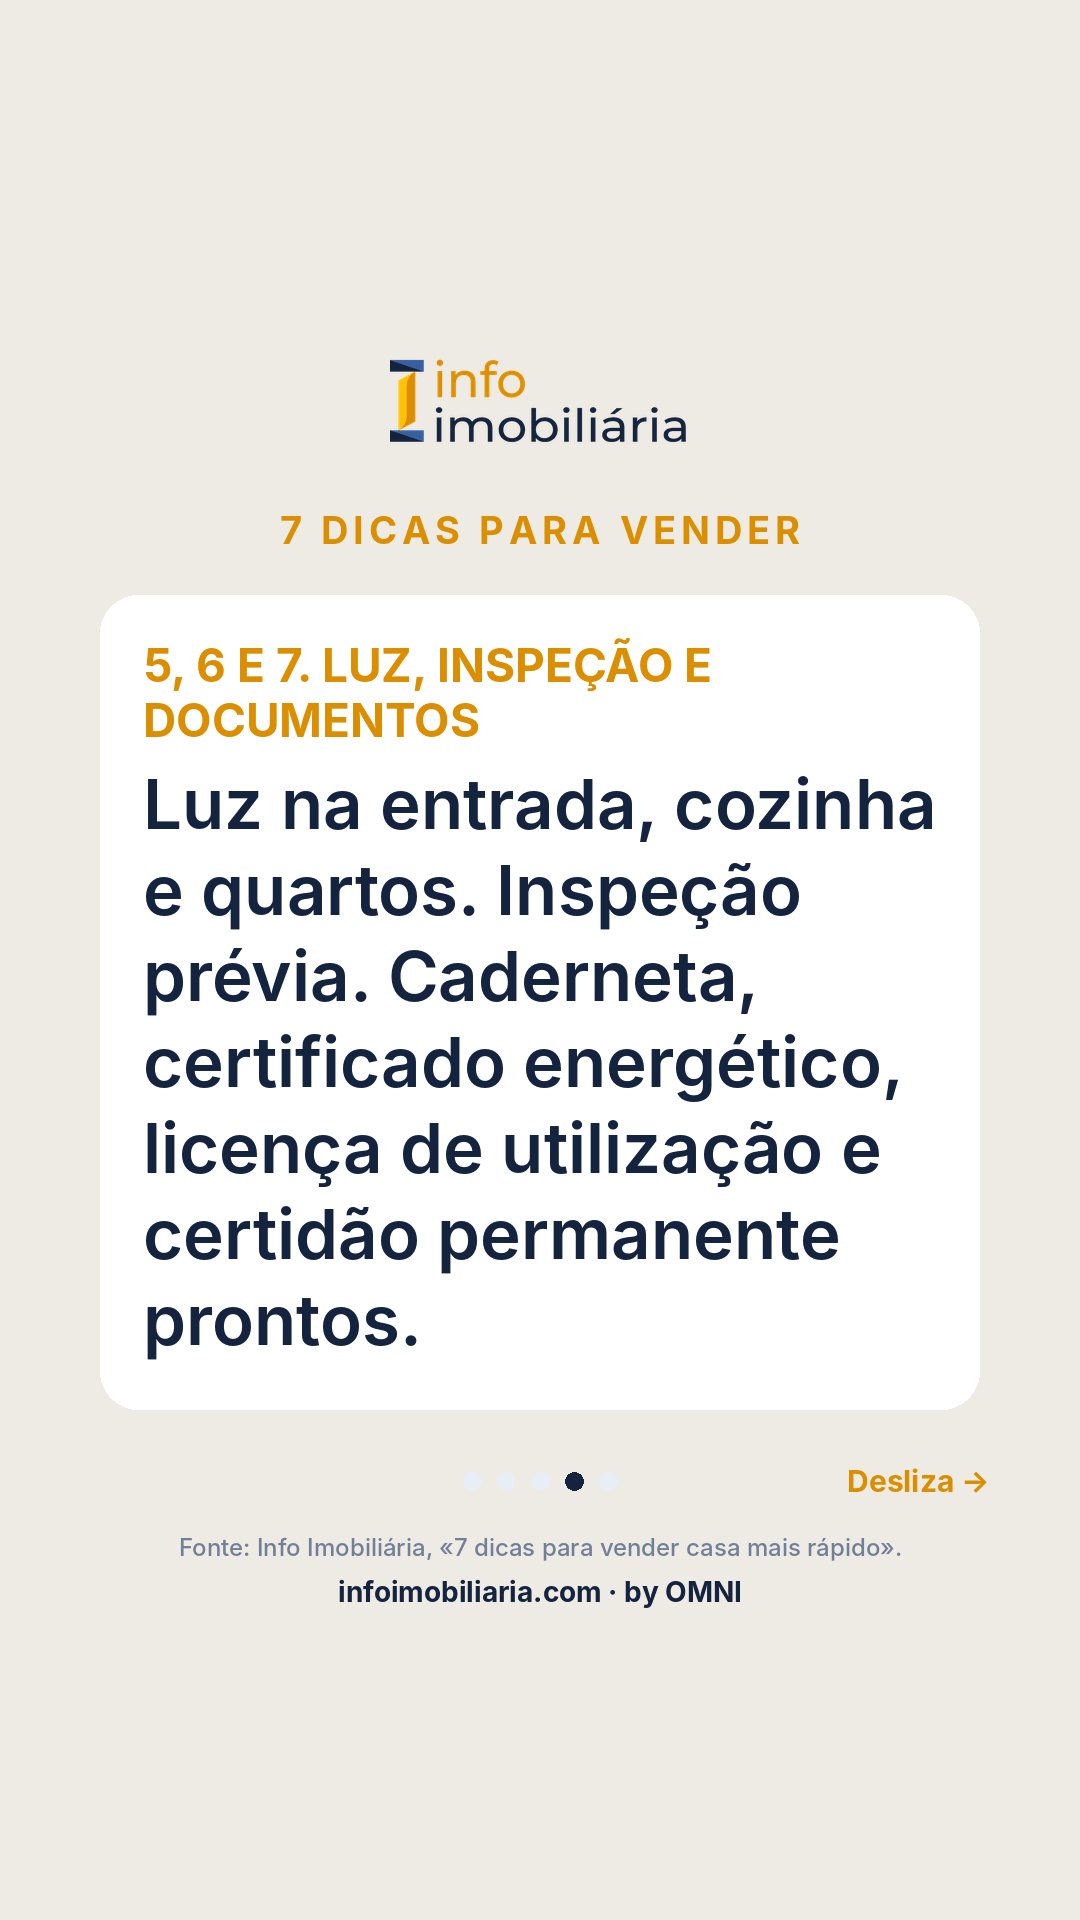 info
imobiliária
7 DICAS PARA VENDER
5, 6 E 7. LUZ, INSPEÇÃO E
DOCUMENTOS
Luz na entrada, cozinha
e quartos. Inspeção
prévia. Caderneta,
certificado energético,
licença de utilização e
certidão permanente
prontos.
Desliza →
Fonte: Info Imobiliária, «7 dicas para vender casa mais rápido».
infoimobiliaria.com · by OMNI